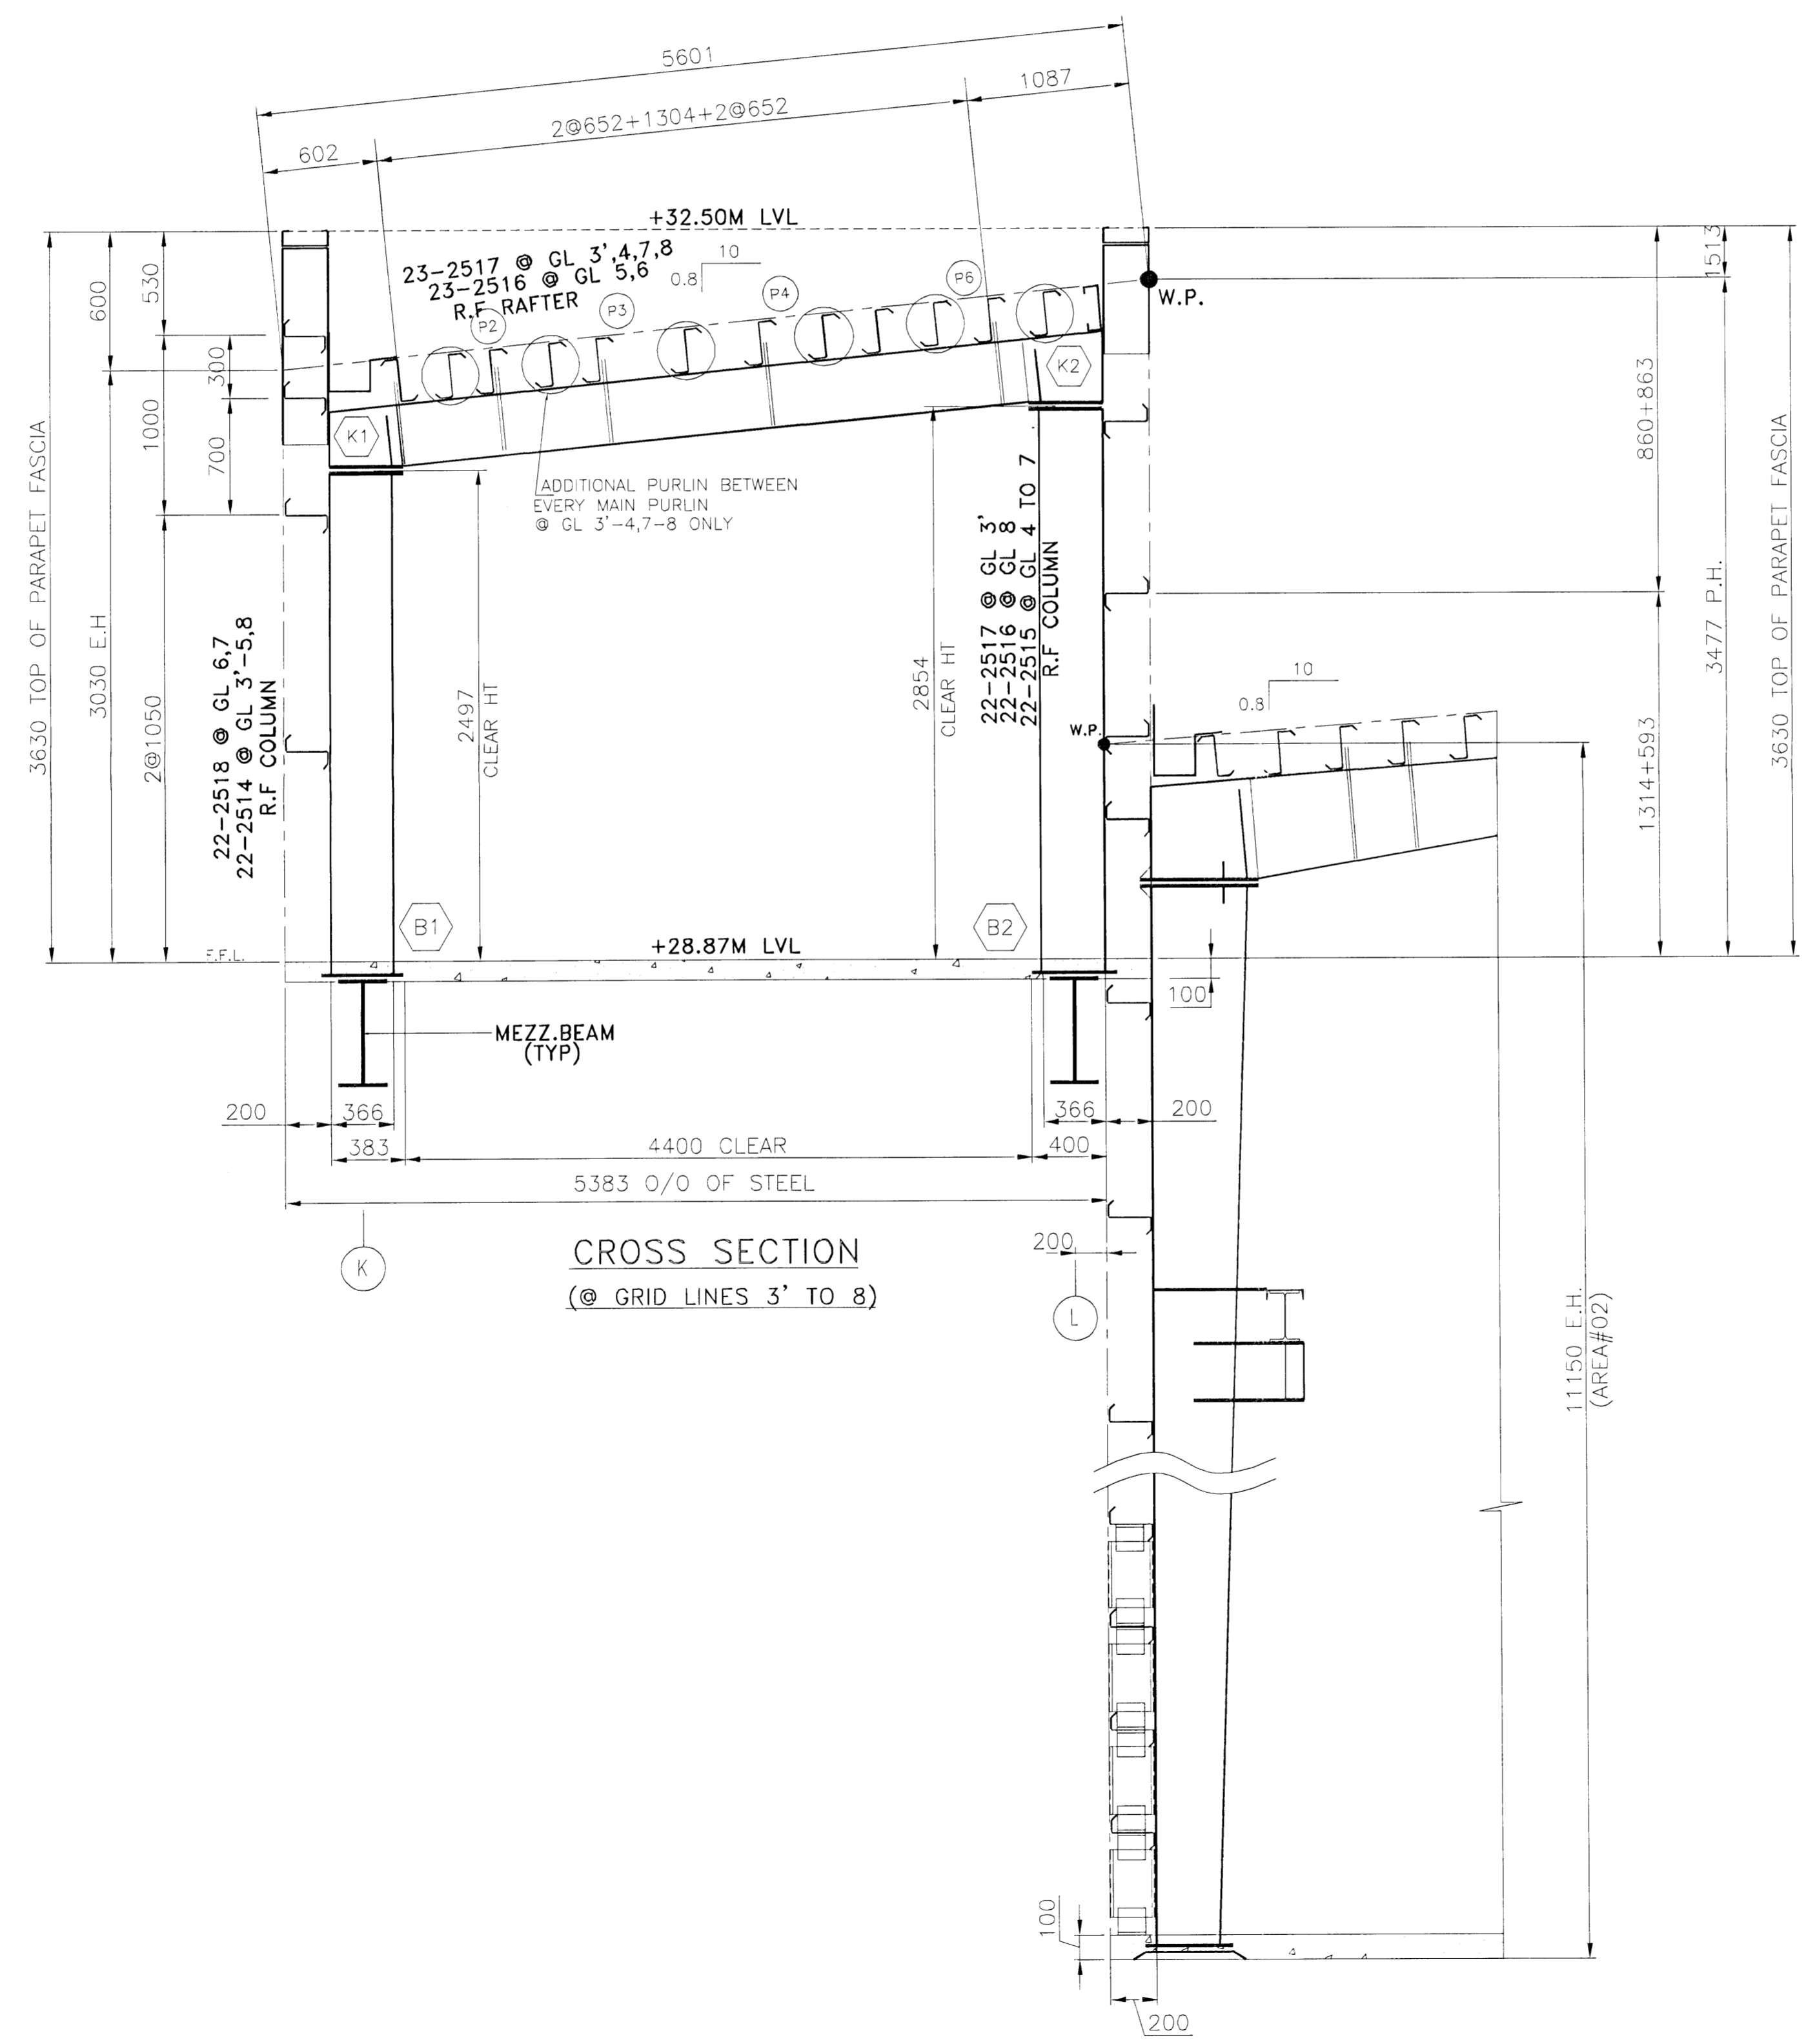 5601
1087
2@652+1304+2@652
602
+32.50M LVL
23-2517 @ GL 3',4,7,8
23-2516 @ GL 5,6
R.F RAFTER
10
0.8
P2
P3
P4
P6
W.P.
K1
K2
600
530
300
1000
700
3630 TOP OF PARAPET FASCIA
3030 E.H
2@1050
22-2518 @ GL 6,7
22-2514 @ GL 3'-5,8
R.F COLUMN
ADDITIONAL PURLIN BETWEEN
EVERY MAIN PURLIN
@ GL 3'-4,7-8 ONLY
2497
CLEAR HT
2854
CLEAR HT
22-2517 @ GL 3'
22-2516 @ GL 8
22-2515 @ GL 4 TO 7
R.F COLUMN
1513
860+863
3477 P.H.
3630 TOP OF PARAPET FASCIA
1314+593
10
0.8
W.P.
B1
B2
F.F.L.
+28.87M LVL
100
MEZZ.BEAM
(TYP)
200
366
366
200
383
4400 CLEAR
400
5383 O/O OF STEEL
K
CROSS SECTION
(@ GRID LINES 3' TO 8)
200
L
11150 E.H.
(AREA#02)
100
200